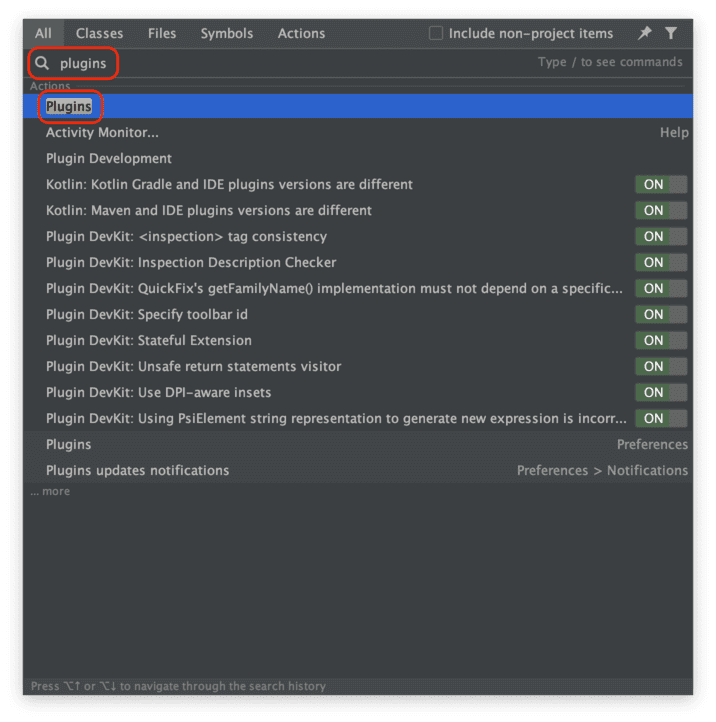 All Classes Files Symbols Actions Include non-project items
plugins Type / to see commands
Actions
Plugins
Activity Monitor... Help
Plugin Development
Kotlin: Kotlin Gradle and IDE plugins versions are different ON
Kotlin: Maven and IDE plugins versions are different ON
Plugin DevKit: <inspection> tag consistency ON
Plugin DevKit: Inspection Description Checker ON
Plugin DevKit: QuickFix's getFamilyName() implementation must not depend on a specific... ON
Plugin DevKit: Specify toolbar id ON
Plugin DevKit: Stateful Extension ON
Plugin DevKit: Unsafe return statements visitor ON
Plugin DevKit: Use DPI-aware insets ON
Plugin DevKit: Using PsiElement string representation to generate new expression is incorr... ON
Plugins Preferences
Plugins updates notifications Preferences > Notifications
... more
Press ⌥↑ or ⌥↓ to navigate through the search history